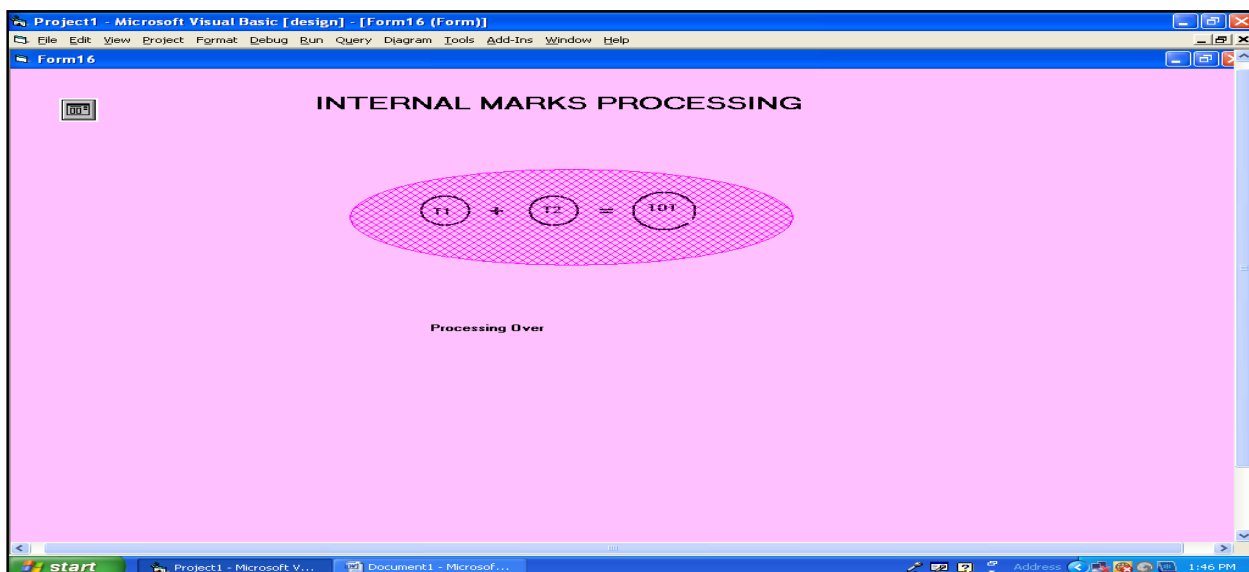 Project1 - Microsoft Visual Basic [design] - [Form16 (Form)]
File Edit View Project Format Debug Run Query Diagram Tools Add-Ins Window Help
Form16
INTERNAL MARKS PROCESSING
T1 + T2 = TOT
Processing Over
start Project1 - Microsoft V... Document1 - Microsof... Address 1:46 PM